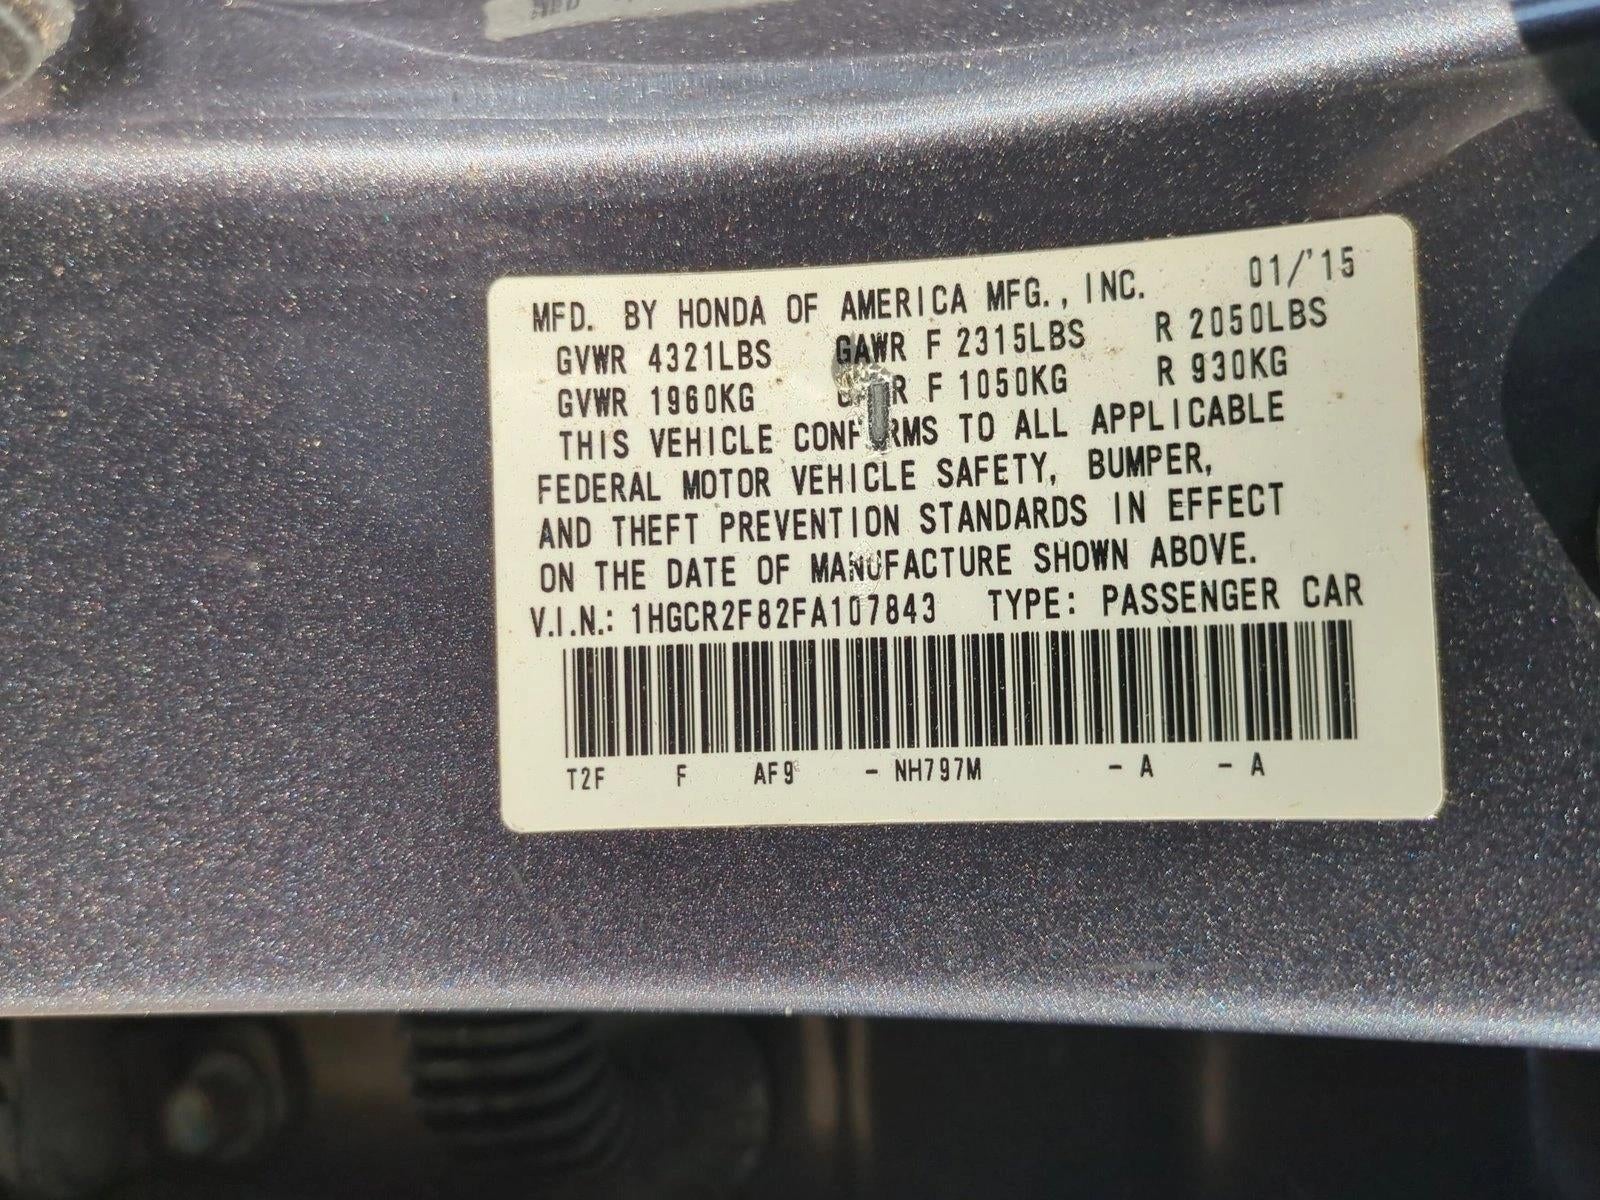 MFD. BY HONDA OF AMERICA MFG., INC. 01/'15
GVWR 4321LBS GAWR F 2315LBS R 2050LBS
GVWR 1960KG F 1050KG R 930KG
THIS VEHICLE CONFORMS TO ALL APPLICABLE
FEDERAL MOTOR VEHICLE SAFETY, BUMPER,
AND THEFT PREVENTION STANDARDS IN EFFECT
ON THE DATE OF MANUFACTURE SHOWN ABOVE.
V.I.N.: 1HGCR2F82FA107843 TYPE: PASSENGER CAR
T2F F AF9 - NH797M - A - A